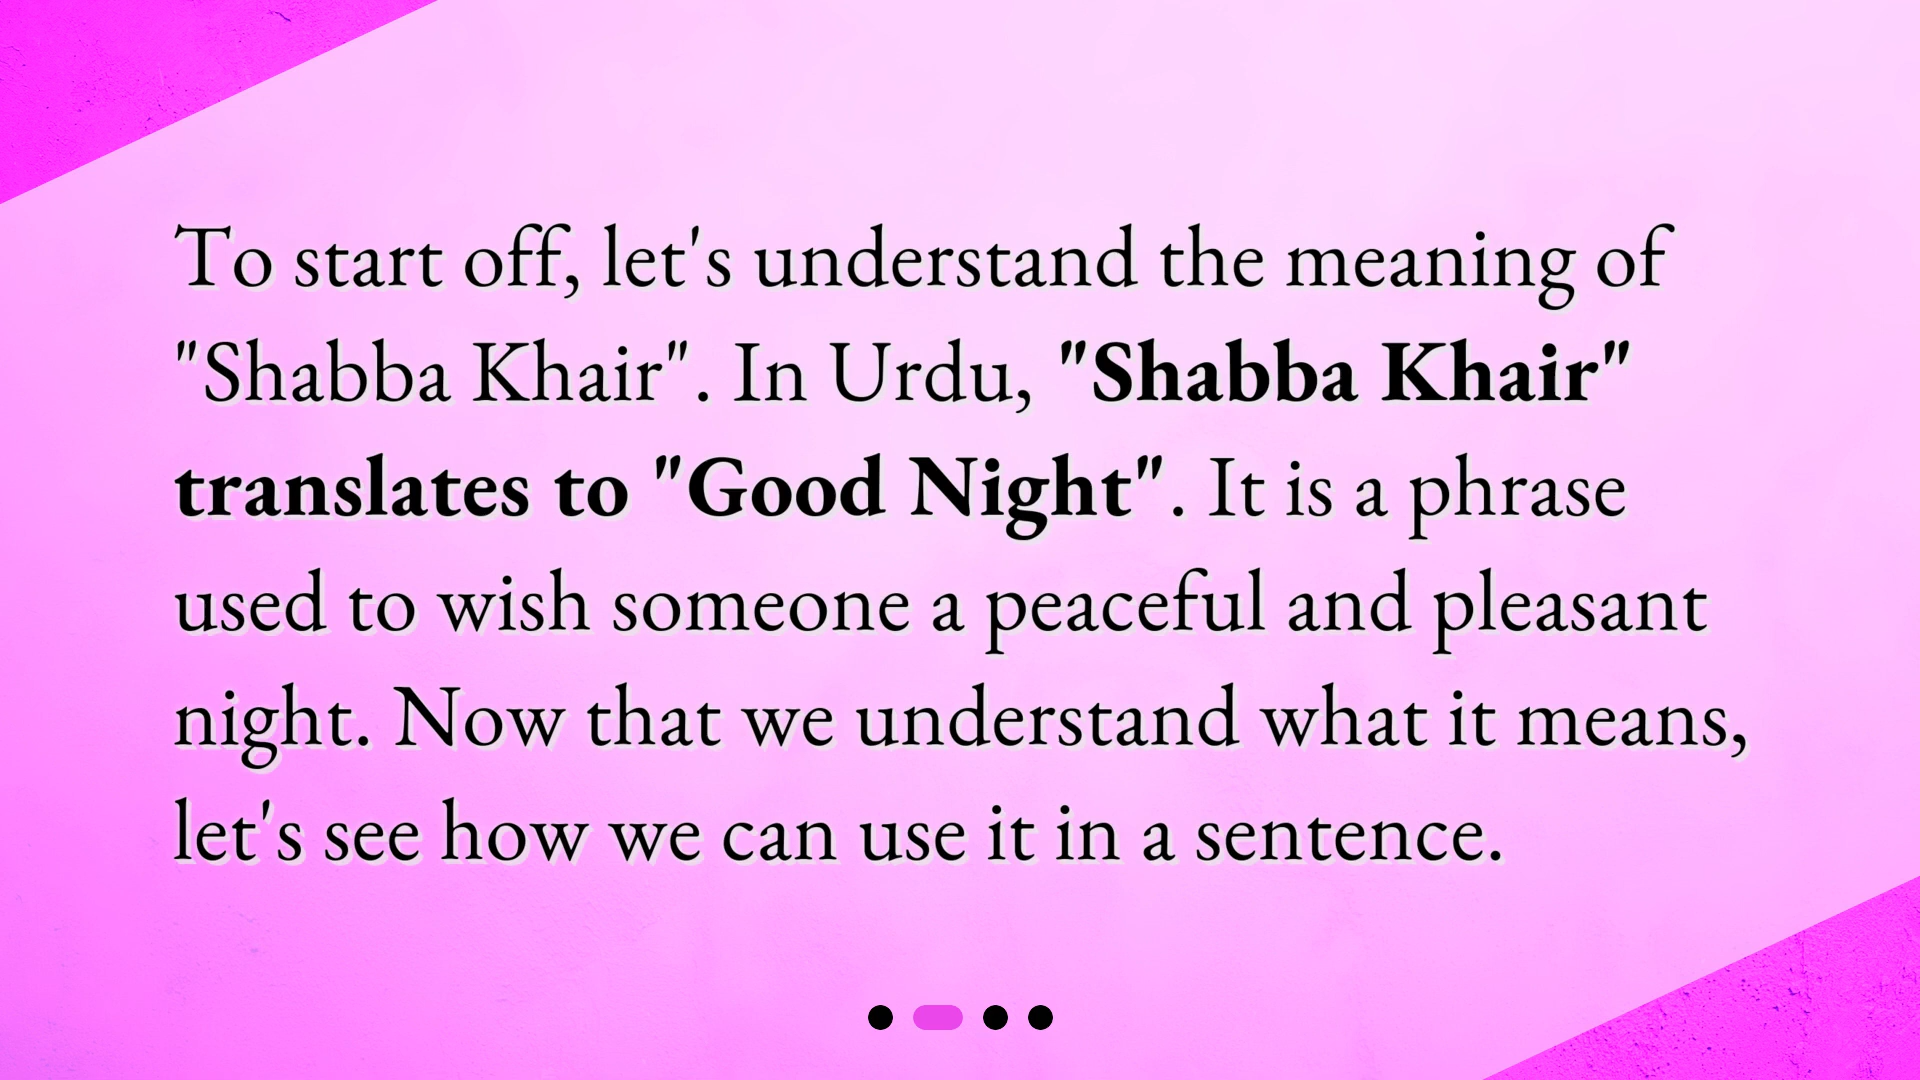 To start off, let's understand the meaning of
"Shabba Khair". In Urdu, "Shabba Khair"
translates to "Good Night". It is a phrase
used to wish someone a peaceful and pleasant
night. Now that we understand what it means,
let's see how we can use it in a sentence.